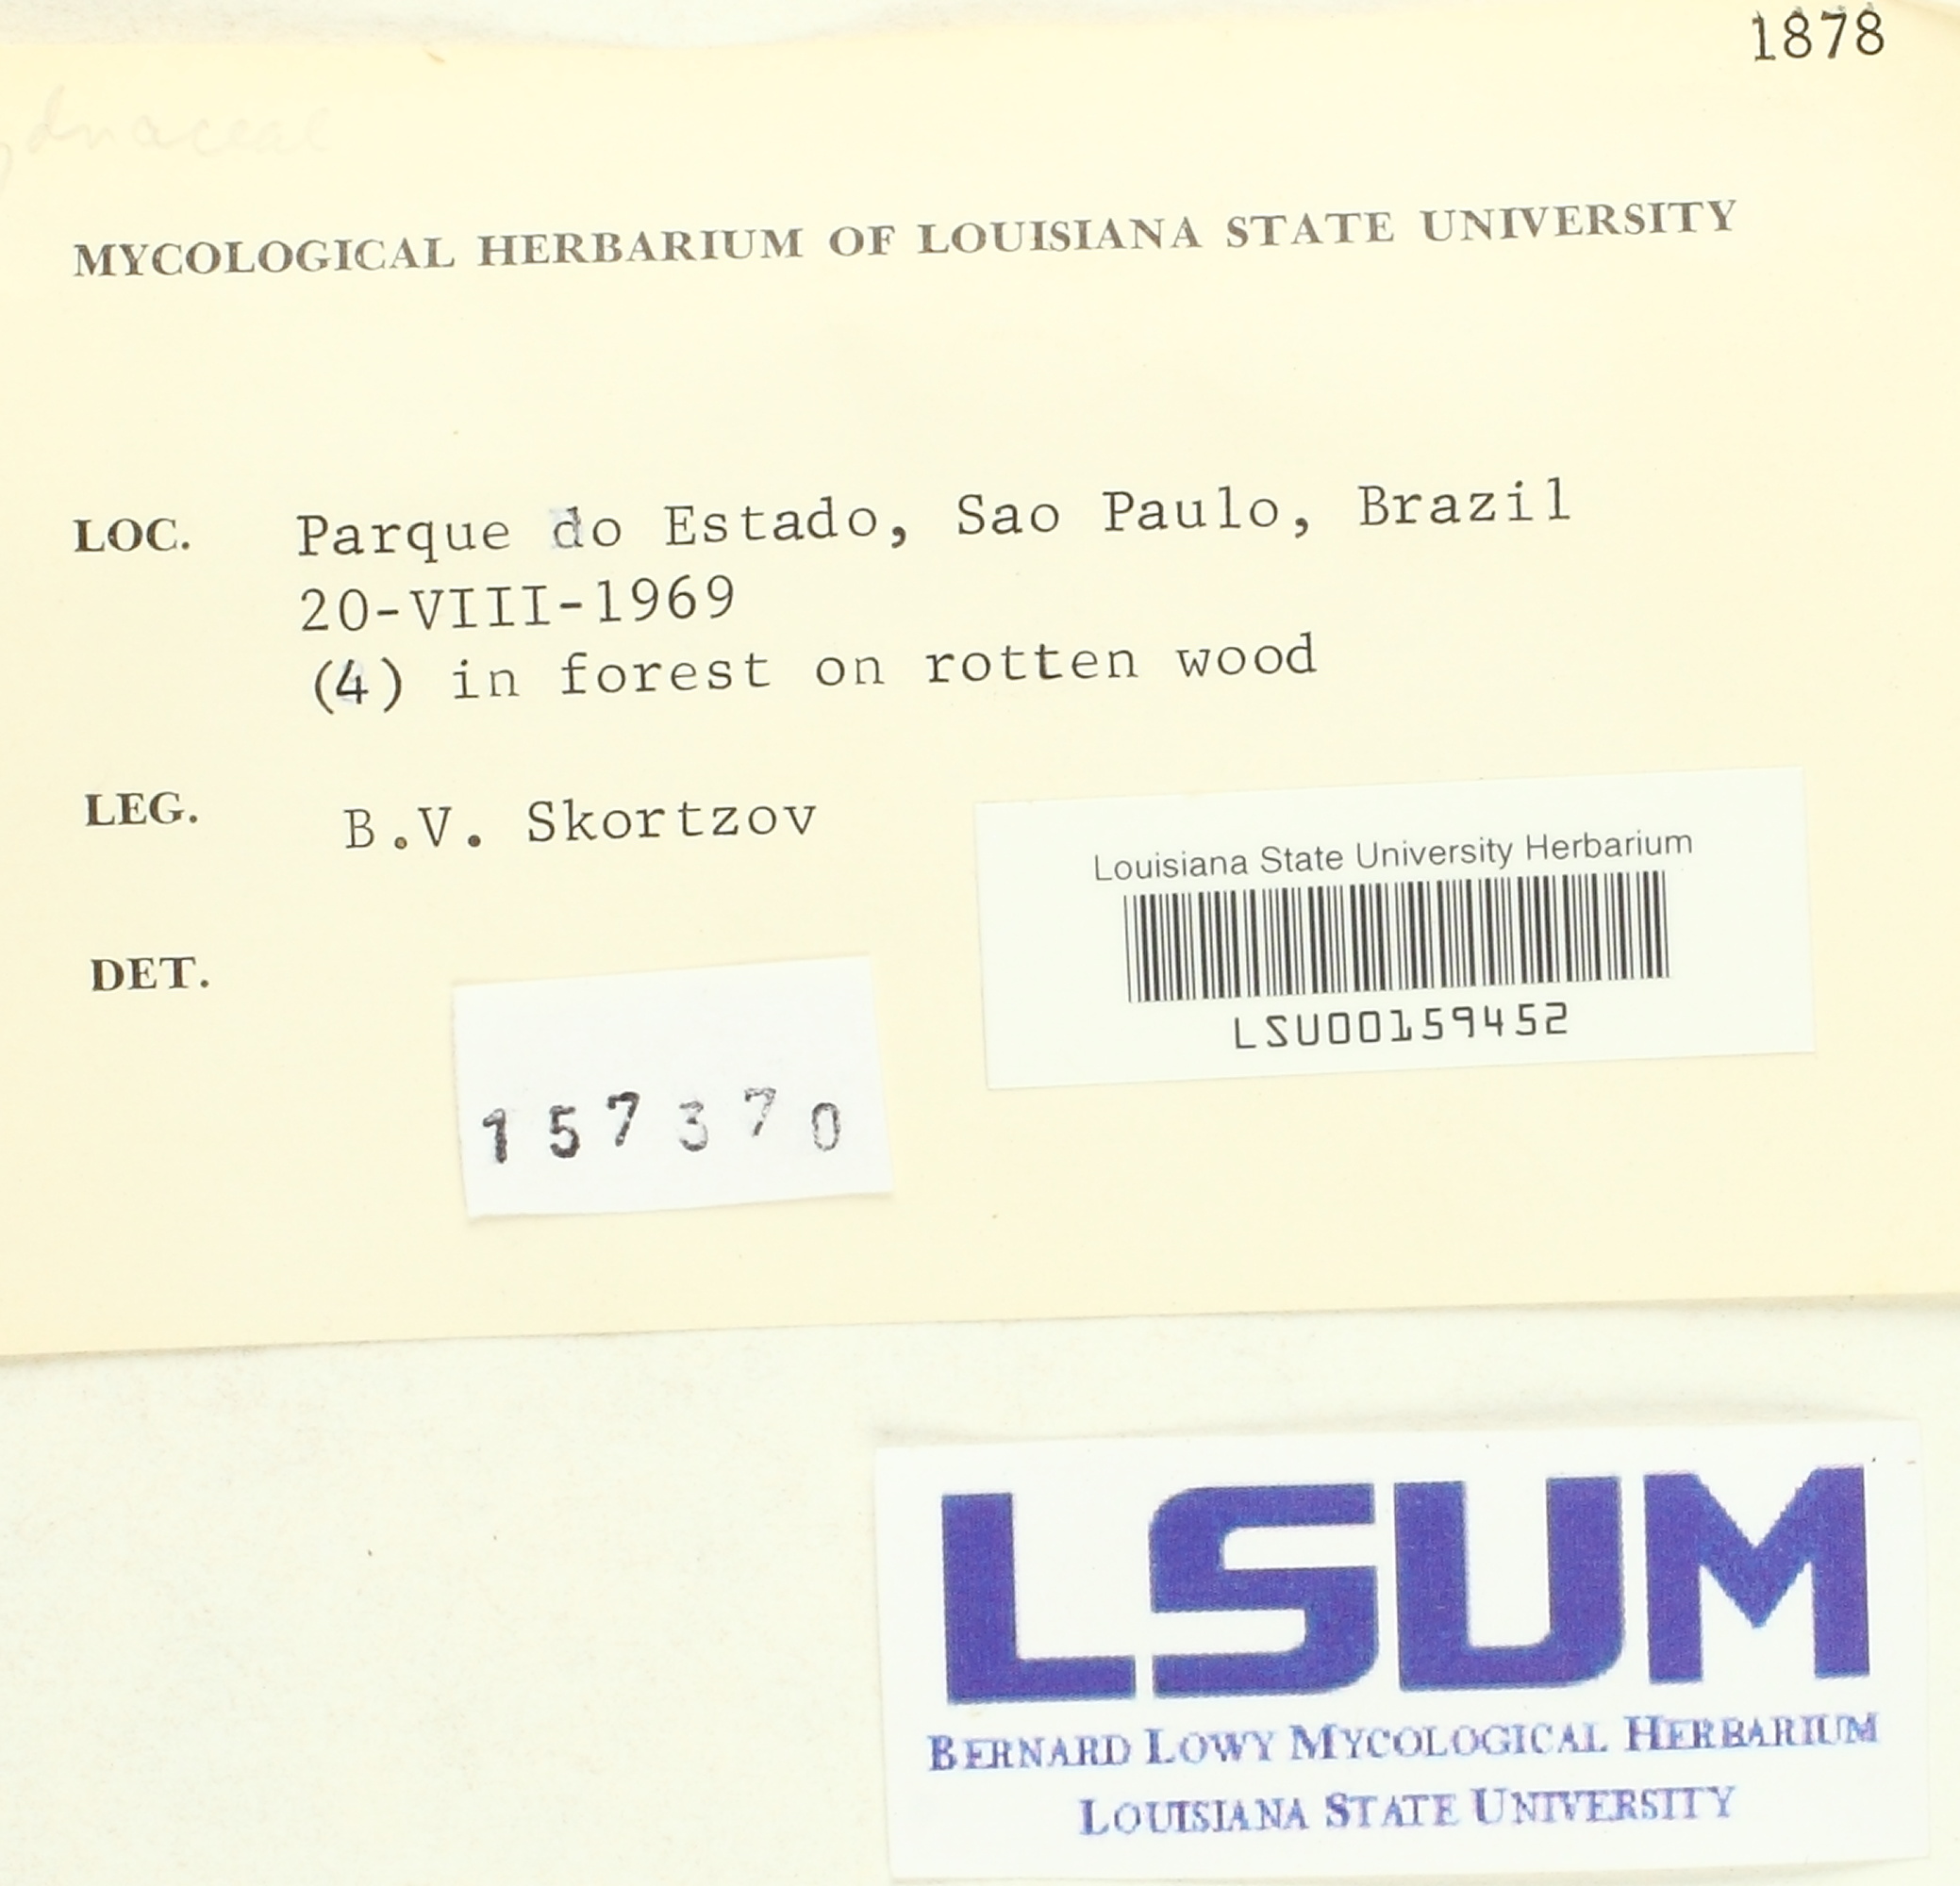 1878
MYCOLOGICAL HERBARIUM OF LOUISIANA STATE UNIVERSITY
LOC. Parque do Estado, Sao Paulo, Brazil
20-VIII-1969
(4) in forest on rotten wood
LEG. B.V. Skortzov
Louisiana State University Herbarium
LSU00159452
DET.
157370
LSUM
BERNARD LOWY MYCOLOGICAL HERBARIUM
LOUISIANA STATE UNIVERSITY